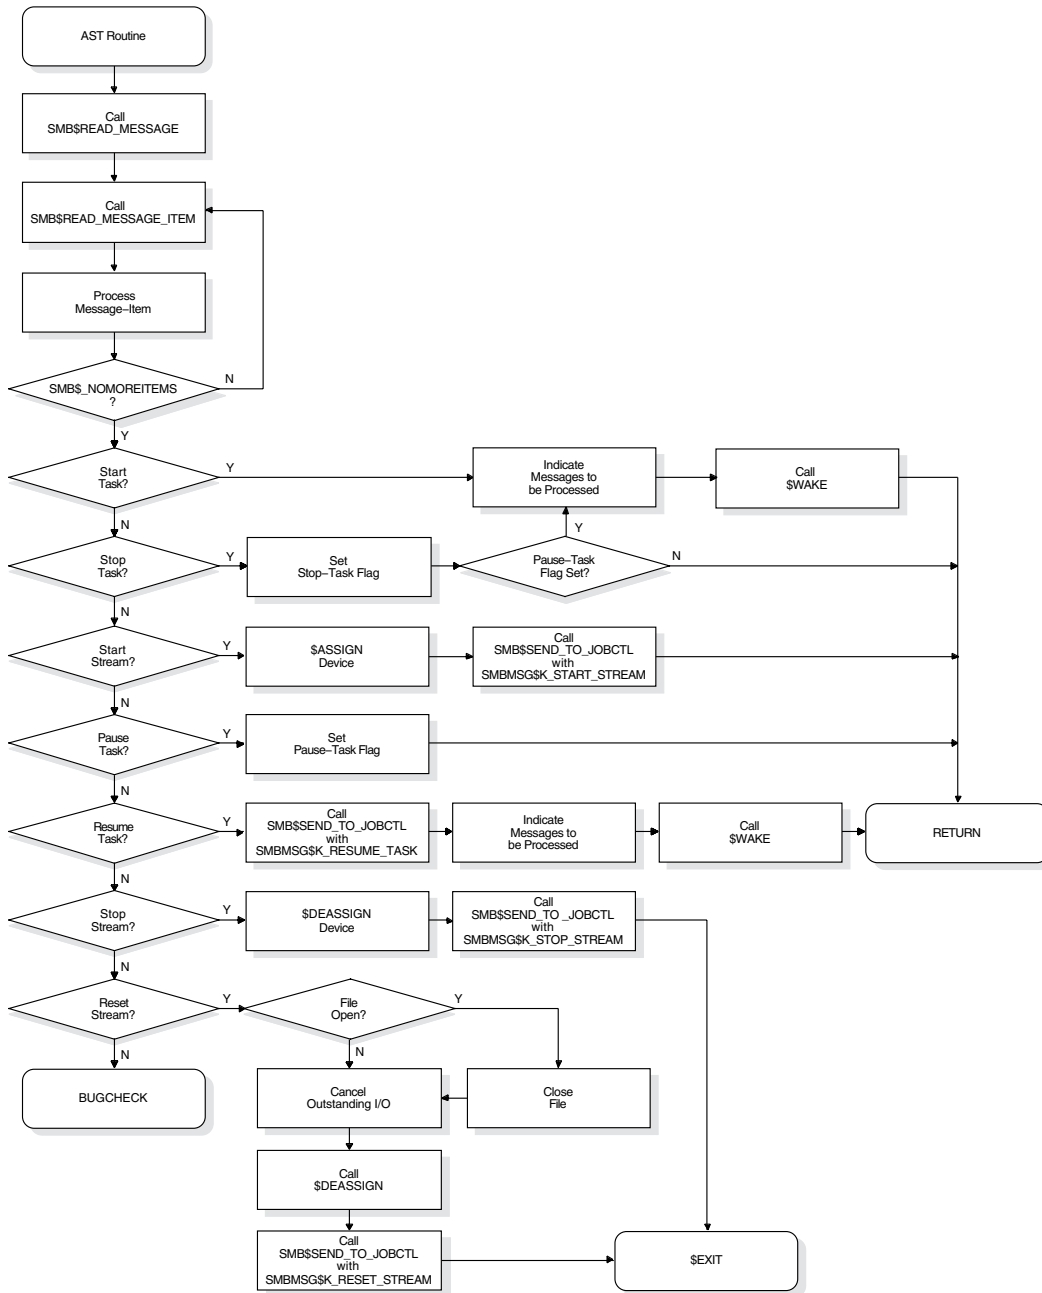 AST Routine
Call
SMB$READ_MESSAGE
Call
SMB$READ_MESSAGE_ITEM
Process
Message–Item
SMB$_NOMOREITEMS
?
N
Y
Start
Task?
Y
Indicate
Messages to
be Processed
Call
$WAKE
N
Y
Stop
Task?
Y
Set
Stop–Task Flag
Pause–Task
Flag Set?
N
N
Start
Stream?
Y
$ASSIGN
Device
Call
SMB$SEND_TO_JOBCTL
with
SMBMSG$K_START_STREAM
N
Pause
Task?
Y
Set
Pause–Task Flag
N
Resume
Task?
Y
Call
SMB$SEND_TO_JOBCTL
with
SMBMSG$K_RESUME_TASK
Indicate
Messages to
be Processed
Call
$WAKE
RETURN
N
Stop
Stream?
Y
$DEASSIGN
Device
Call
SMB$SEND_TO _JOBCTL
with
SMBMSG$K_STOP_STREAM
N
Reset
Stream?
Y
File
Open?
Y
N
N
BUGCHECK
Cancel
Outstanding I/O
Close
File
Call
$DEASSIGN
Call
SMB$SEND_TO_JOBCTL
with
SMBMSG$K_RESET_STREAM
$EXIT